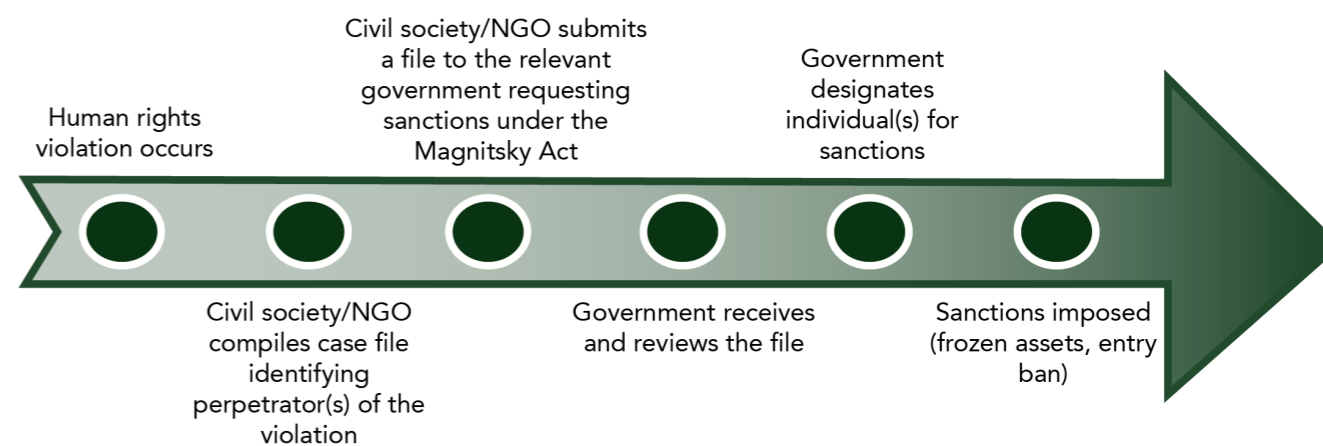 Human rights
violation occurs
Civil society/NGO
compiles case file
identifying
perpetrator(s) of the
violation
Civil society/NGO submits
a file to the relevant
government requesting
sanctions under the
Magnitsky Act
Government receives
and reviews the file
Government
designates
individual(s) for
sanctions
Sanctions imposed
(frozen assets, entry
ban)